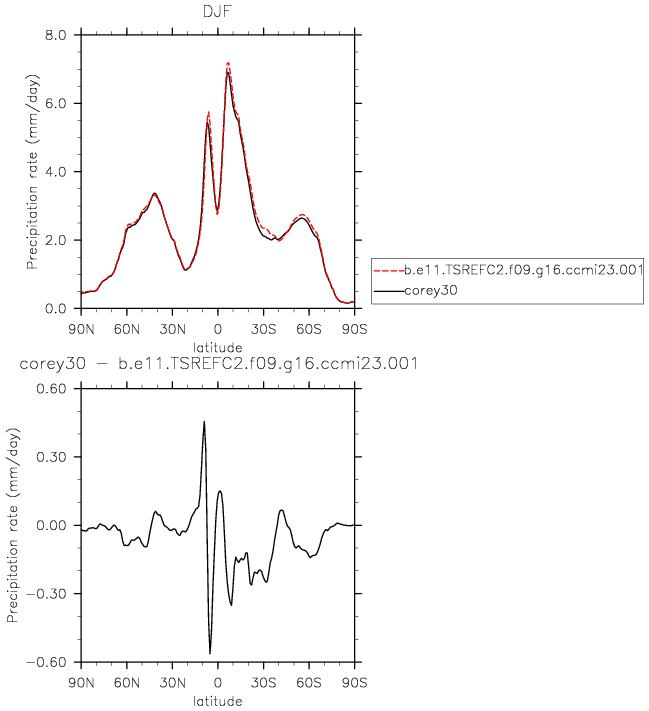 DJF
8.0
6.0
4.0
2.0
0.0
Precipitation rate (mm/day)
90N 60N 30N 0 30S 60S 90S
latitude
b.e11.TSREFC2.f09.g16.ccmi23.001
corey30
corey30 − b.e11.TSREFC2.f09.g16.ccmi23.001
0.60
0.30
0.00
−0.30
−0.60
Precipitation rate (mm/day)
90N 60N 30N 0 30S 60S 90S
latitude